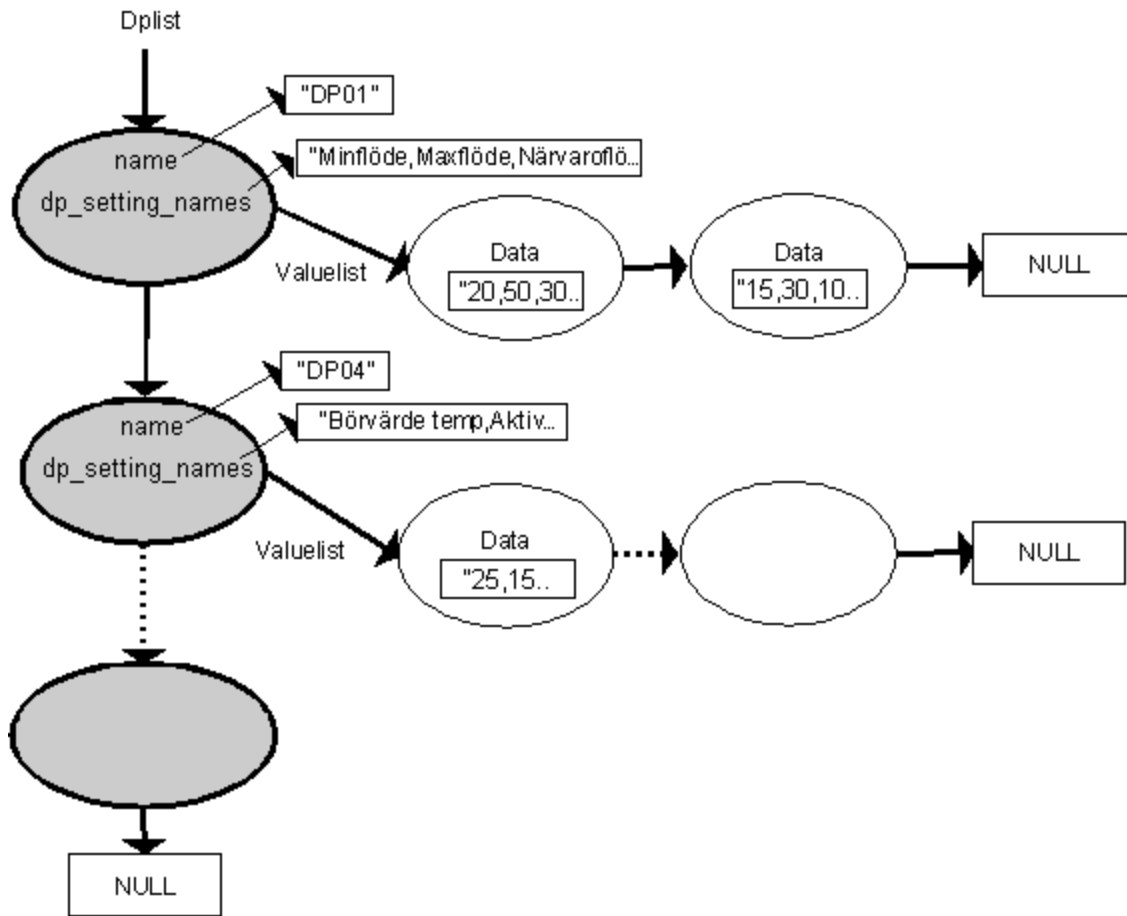 Dplist
"DP01"
name
"Minflöde,Maxflöde,Närvaroflö...
dp_setting_names
Valuelist
Data
"20,50,30..
Data
"15,30,10..
NULL
"DP04"
name
"Börvärde temp,Aktiv...
dp_setting_names
Valuelist
Data
"25,15..
NULL
NULL